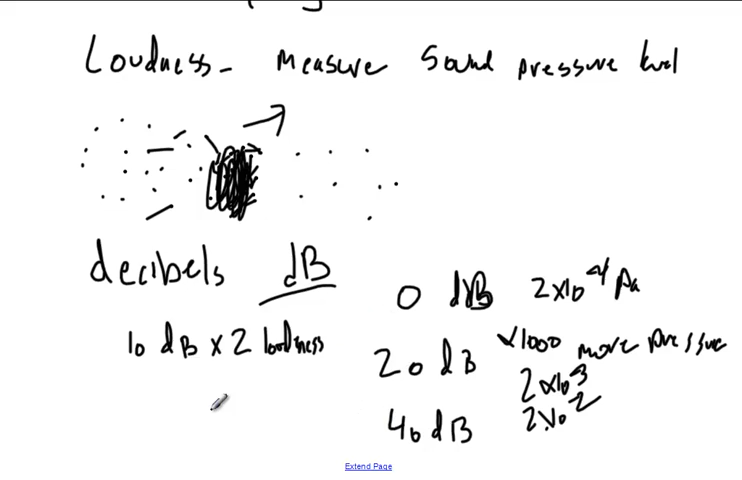 Loudness - Measure Sound pressure level
decibels dB
0 dB 2x10^-4 Pa
10 dB x 2 loudness
20 dB x1000 more pressure
2x10^3
40 dB 2x10^2
Extend Page